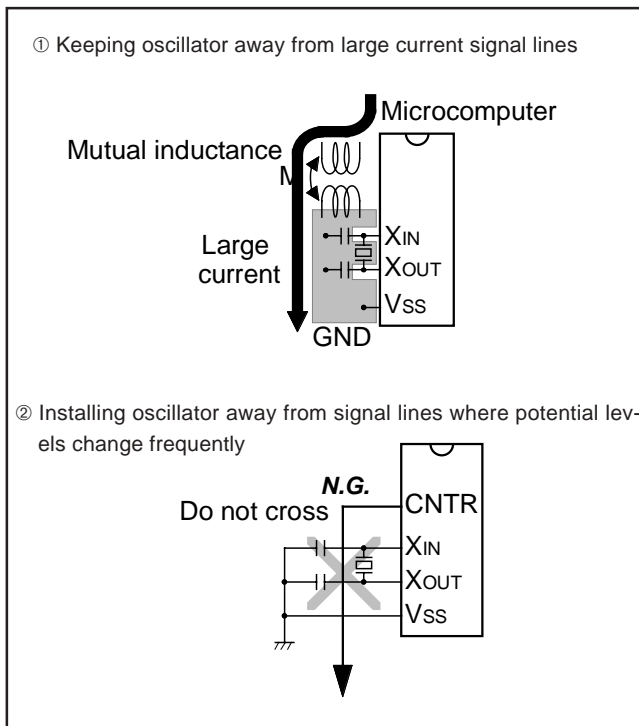 ① Keeping oscillator away from large current signal lines
Microcomputer
Mutual inductance
M
Large
current
XIN
XOUT
VSS
GND
② Installing oscillator away from signal lines where potential lev-
els change frequently
N.G.
Do not cross
CNTR
XIN
XOUT
VSS